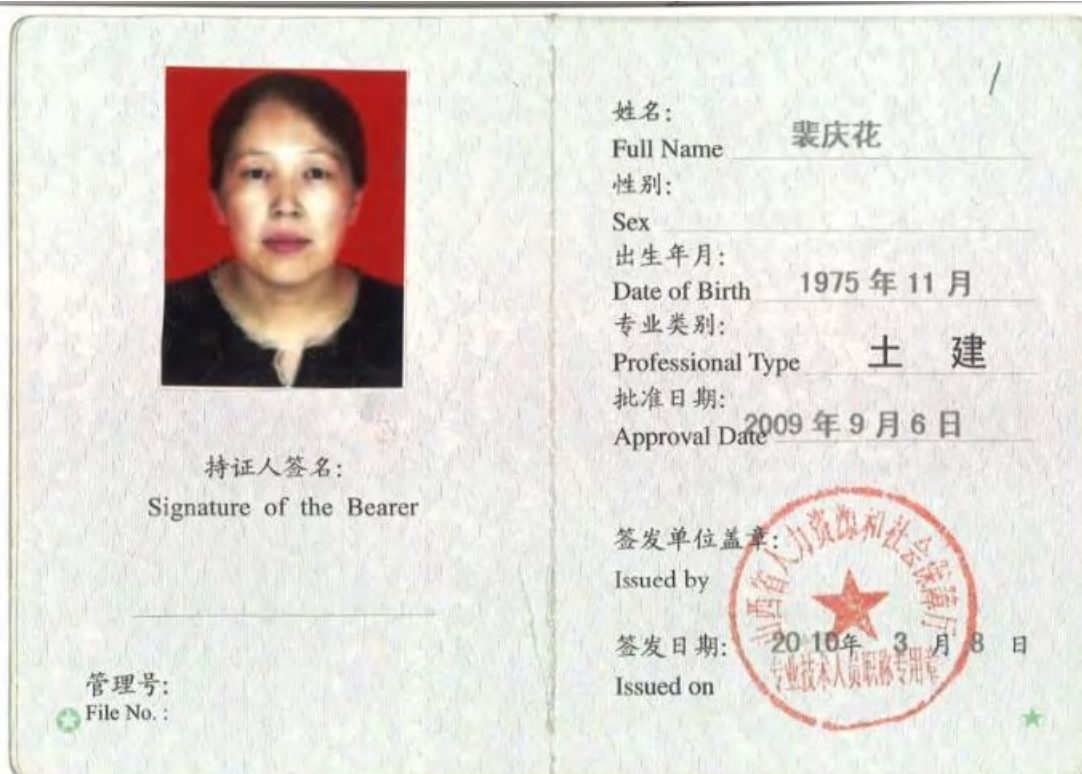 持证人签名:
Signature of the Bearer
管理号:
File No. :
姓名:
Full Name 裴庆花
性别:
Sex
出生年月:
Date of Birth 1975 年 11 月
专业类别:
Professional Type 土 建
批准日期:
Approval Date 2009 年 9 月 6 日
签发单位盖章:
Issued by
山西省人力资源和社会保障厅
签发日期: 2010年 3 月 8 日
专业技术人员职称专用章
Issued on